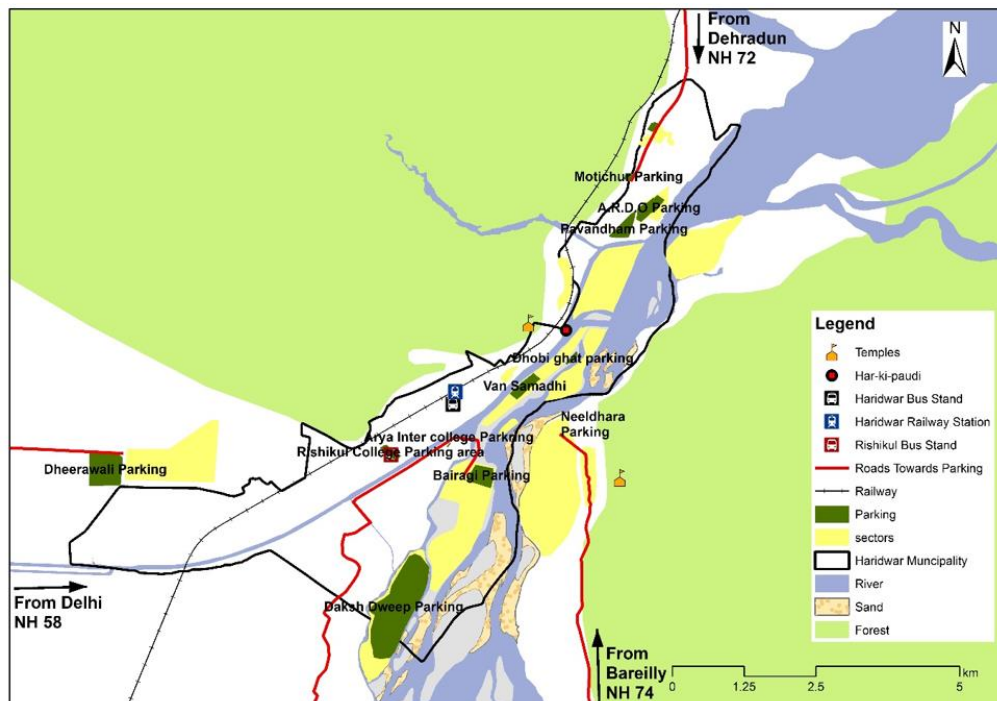 From
Dehradun
NH 72
N
Motichur Parking
A.R.D.O Parking
Pavandham Parking
Dhobi ghat parking
Van Samadhi
Neeldhara
Parking
Arya Inter college Parkning
Rishikul College Parking area
Bairagi Parking
Dheerawali Parking
Daksh Dweep Parking
From Delhi
NH 58
From
Bareilly
NH 74
Legend
Temples
Har-ki-paudi
Haridwar Bus Stand
Haridwar Railway Station
Rishikul Bus Stand
Roads Towards Parking
Railway
Parking
sectors
Haridwar Muncipality
River
Sand
Forest
km
0 1.25 2.5 5